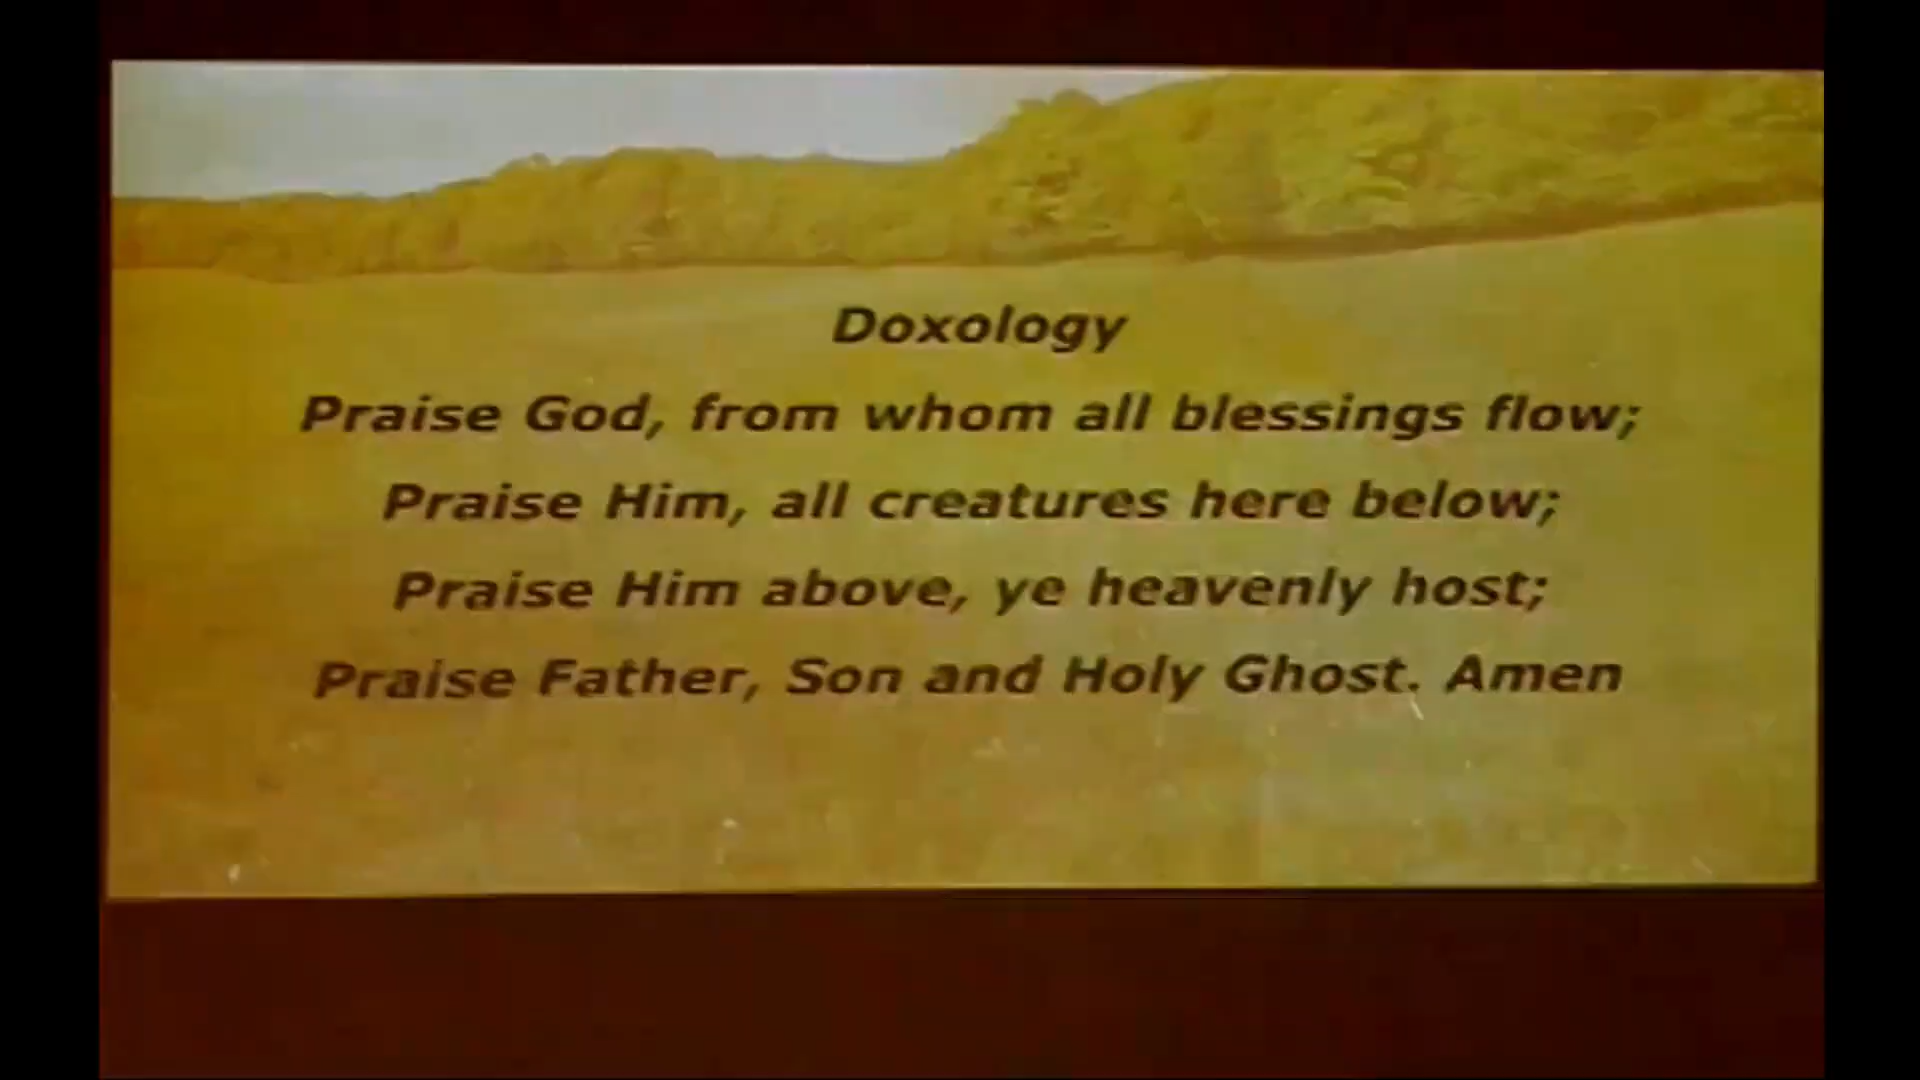 Doxology
Praise God, from whom all blessings flow;
Praise Him, all creatures here below;
Praise Him above, ye heavenly host;
Praise Father, Son and Holy Ghost. Amen